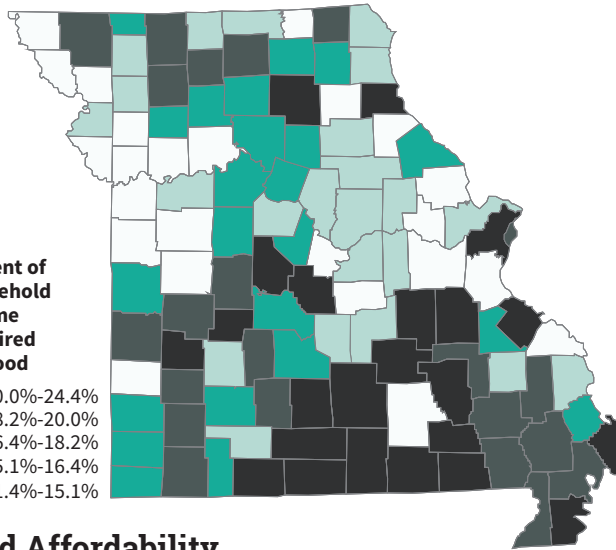 ent of
ehold
ne
ired
ood
0.0%-24.4%
8.2%-20.0%
6.4%-18.2%
5.1%-16.4%
1.4%-15.1%
d Affordability